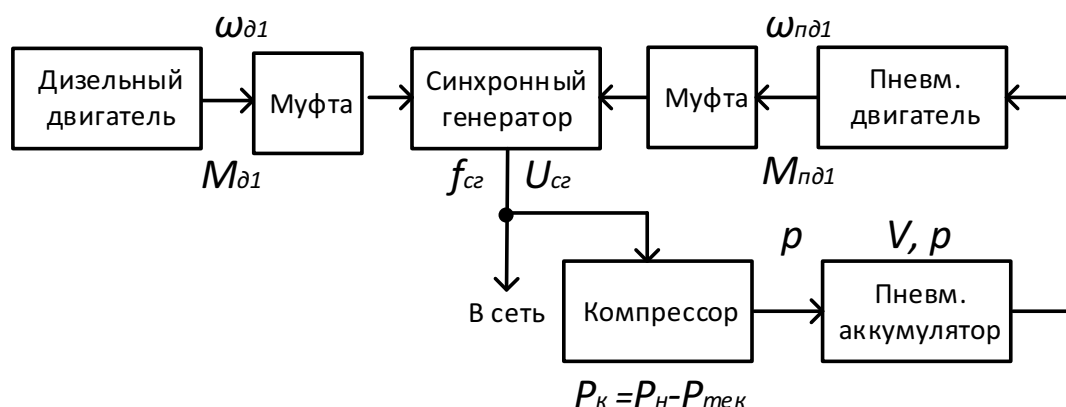 ωд1
ωпд1
Дизельный
двигатель
Муфта
Синхронный
генератор
Муфта
Пневм.
двигатель
Mд1
fсг
Uсг
Mпд1
p
V, p
В сеть
Компрессор
Пневм.
аккумулятор
Pк =Pн-Pтек